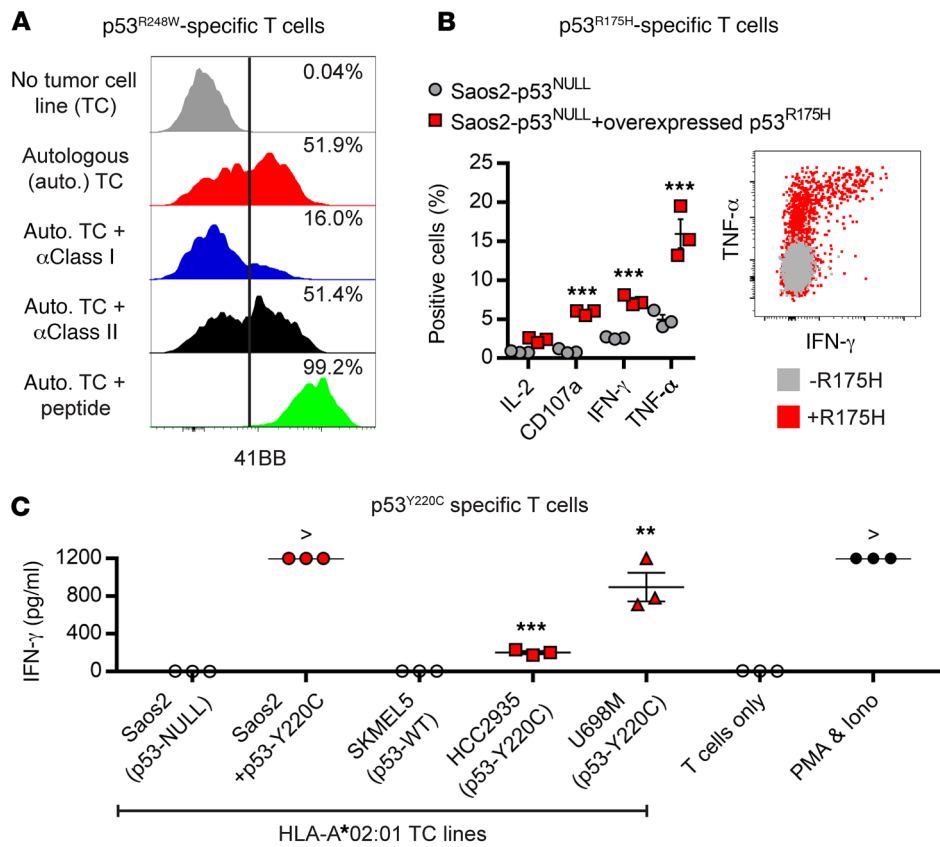 A
p53R248W-specific T cells
No tumor cell
line (TC)
0.04%
Autologous
(auto.) TC
51.9%
Auto. TC +
αClass I
16.0%
Auto. TC +
αClass II
51.4%
Auto. TC +
peptide
99.2%
41BB
B
p53R175H-specific T cells
Saos2-p53NULL
Saos2-p53NULL+overexpressed p53R175H
Positive cells (%)
25
20
15
10
5
0
***
***
***
IL-2
CD107a
IFN-γ
TNF-α
TNF-α
IFN-γ
-R175H
+R175H
C
p53Y220C specific T cells
IFN-γ (pg/ml)
1200
800
400
0
>
***
**
>
Saos2
(p53-NULL)
Saos2
+p53-Y220C
SKMEL5
(p53-WT)
HCC2935
(p53-Y220C)
U698M
(p53-Y220C)
T cells only
PMA & Iono
HLA-A*02:01 TC lines